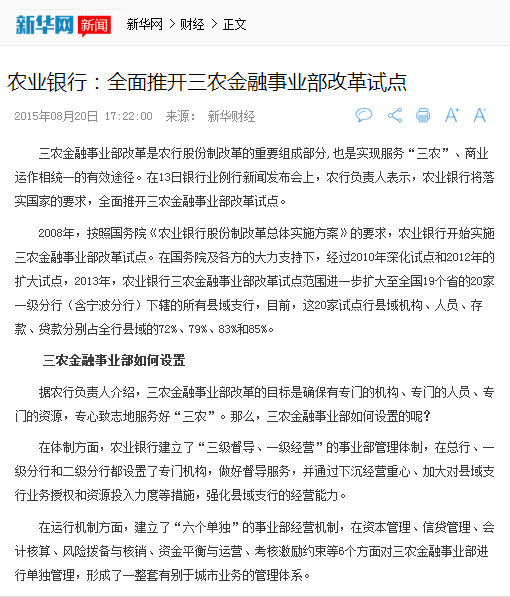 新华网 新闻 新华网 > 财经 > 正文
农业银行：全面推开三农金融事业部改革试点
2015年08月20日 17:22:00 来源： 新华财经 A+ A-
三农金融事业部改革是农行股份制改革的重要组成部分,也是实现服务“三农”、商业
运作相统一的有效途径。在13日银行业例行新闻发布会上，农行负责人表示，农业银行将落
实国家的要求，全面推开三农金融事业部改革试点。
2008年，按照国务院《农业银行股份制改革总体实施方案》的要求，农业银行开始实施
三农金融事业部改革试点。在国务院及各方的大力支持下，经过2010年深化试点和2012年的
扩大试点，2013年，农业银行三农金融事业部改革试点范围进一步扩大至全国19个省的20家
一级分行（含宁波分行）下辖的所有县域支行，目前，这20家试点行县域机构、人员、存
款、贷款分别占全行县域的72%、79%、83%和85%。
三农金融事业部如何设置
据农行负责人介绍，三农金融事业部改革的目标是确保有专门的机构、专门的人员、专
门的资源，专心致志地服务好“三农”。那么，三农金融事业部如何设置的呢？
在体制方面，农业银行建立了“三级督导、一级经营”的事业部管理体制，在总行、一
级分行和二级分行都设置了专门机构，做好督导服务，并通过下沉经营重心、加大对县域支
行业务授权和资源投入力度等措施，强化县域支行的经营能力。
在运行机制方面，建立了“六个单独”的事业部经营机制，在资本管理、信贷管理、会
计核算、风险拨备与核销、资金平衡与运营、考核激励约束等6个方面对三农金融事业部进
行单独管理，形成了一整套有别于城市业务的管理体系。